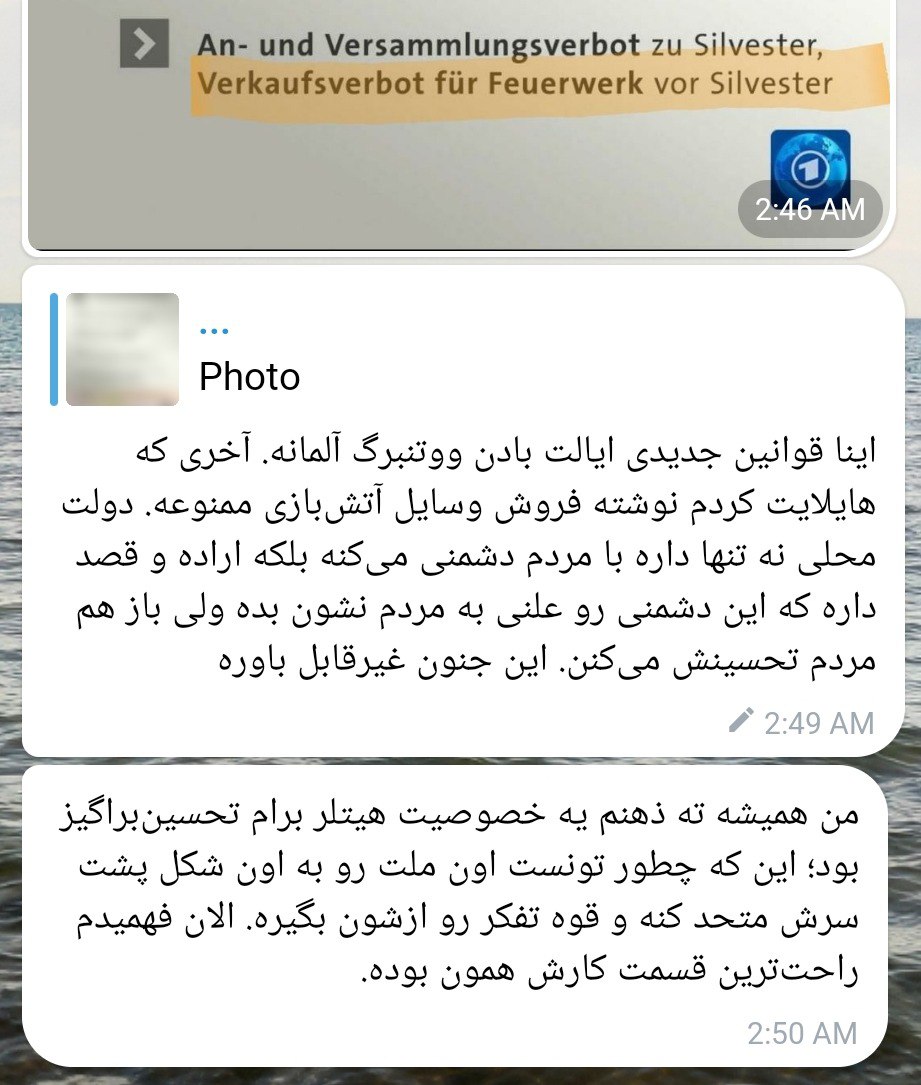 An- und Versammlungsverbot zu Silvester,
Verkaufsverbot für Feuerwerk vor Silvester
1
2:46 AM
...
Photo
اینا قوانین جدیدی ایالت بادن ووتنبرگ آلمانه. آخری که
هایلایت کردم نوشته فروش وسایل آتش‌بازی ممنوعه. دولت
محلی نه تنها داره با مردم دشمنی می‌کنه بلکه اراده و قصد
داره که این دشمنی رو علنی به مردم نشون بده ولی باز هم
مردم تحسینش می‌کنن. این جنون غیرقابل باوره
2:49 AM
من همیشه ته ذهنم یه خصوصیت هیتلر برام تحسین‌براگیز
بود؛ این که چطور تونست اون ملت رو به اون شکل پشت
سرش متحد کنه و قوه تفکر رو ازشون بگیره. الان فهمیدم
راحت‌ترین قسمت کارش همون بوده.
2:50 AM